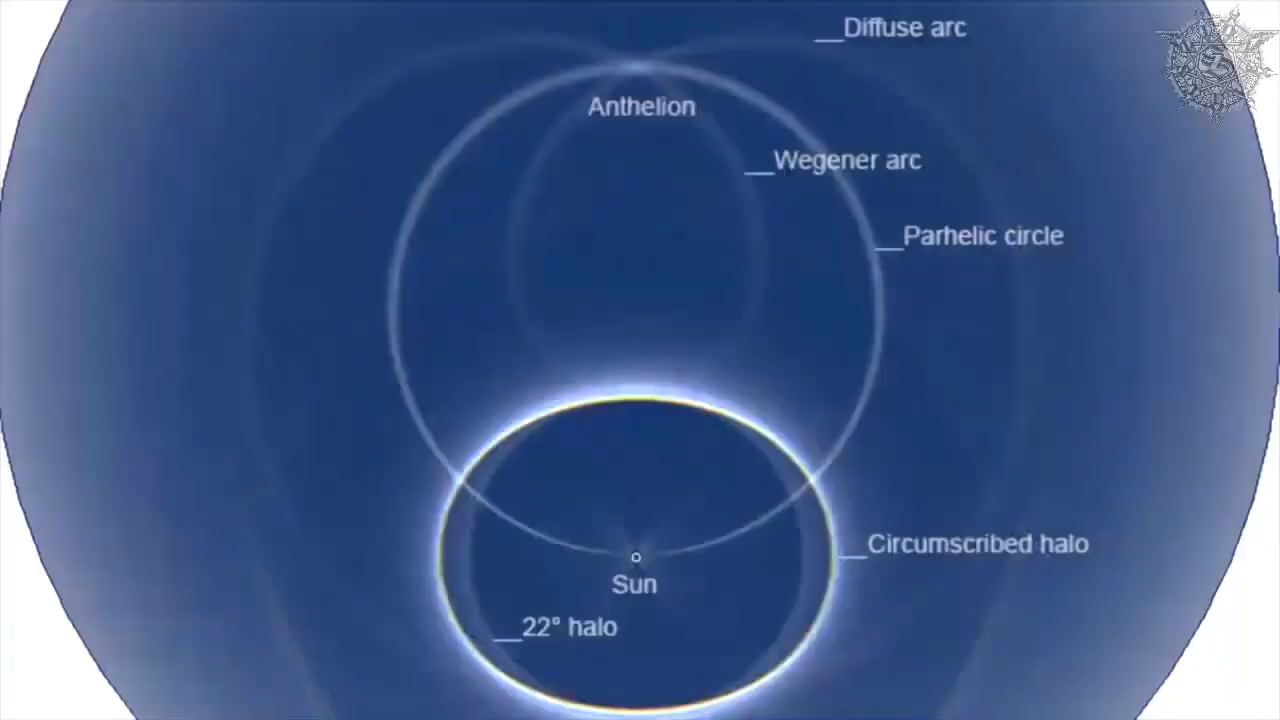 __Diffuse arc
Anthelion
__Wegener arc
__Parhelic circle
__Circumscribed halo
Sun
__22° halo